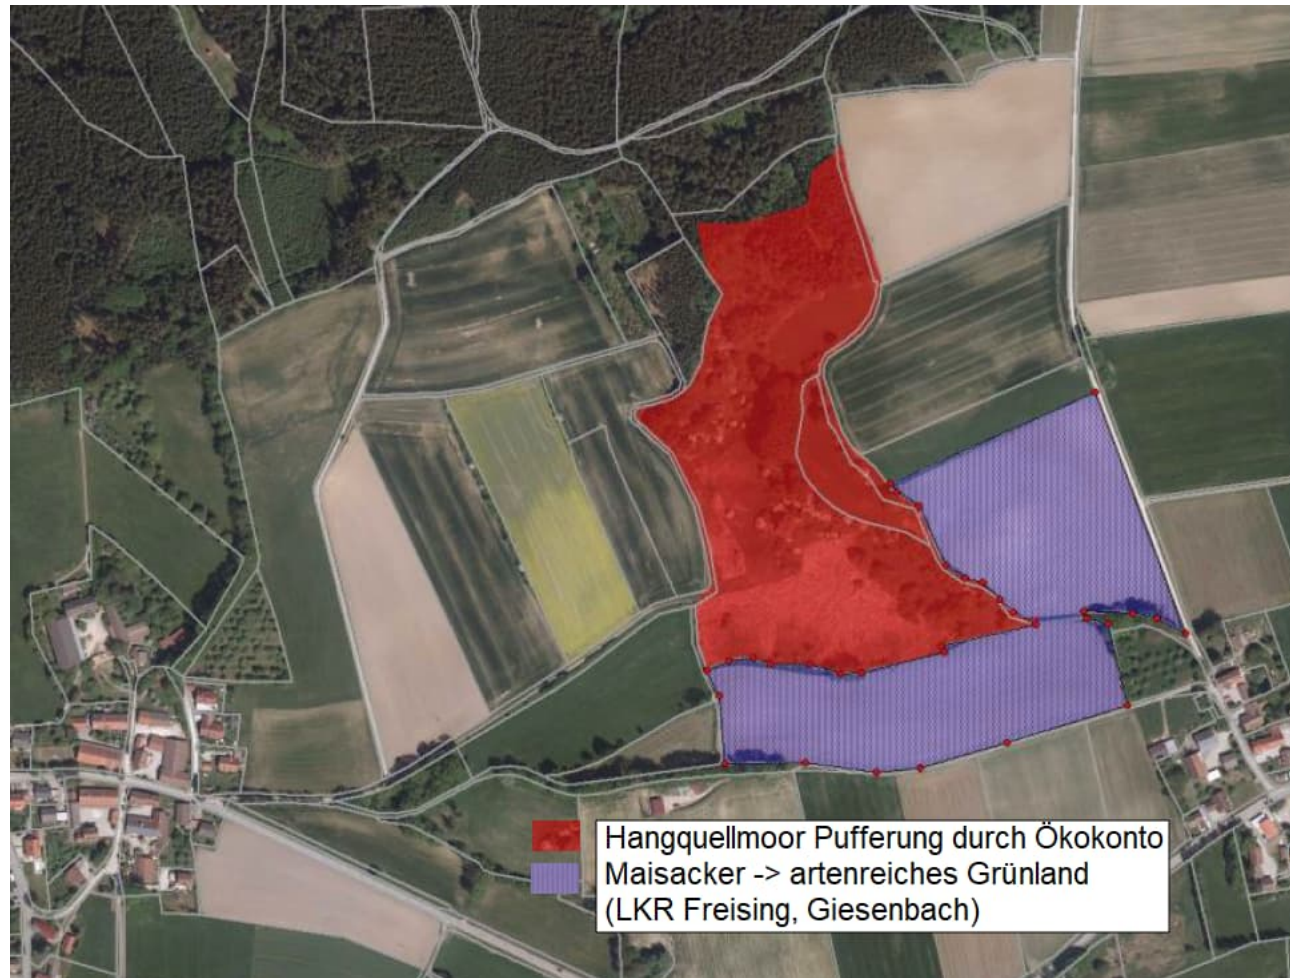 Hangquellmoor Pufferung durch Ökokonto
Maisacker -> artenreiches Grünland
(LKR Freising, Giesenbach)